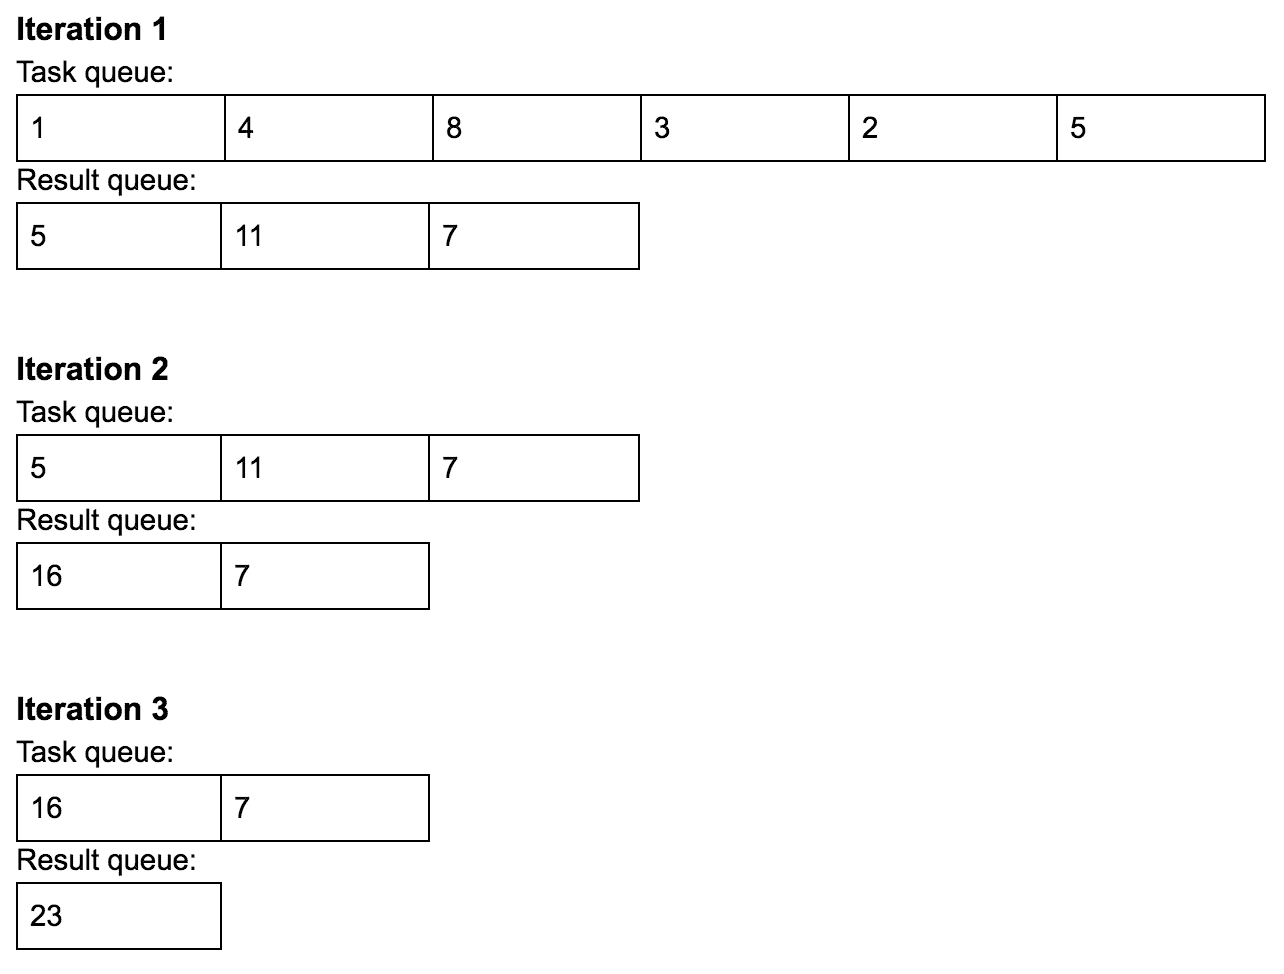 Iteration 1
Task queue:
1 4 8 3 2 5
Result queue:
5 11 7
Iteration 2
Task queue:
5 11 7
Result queue:
16 7
Iteration 3
Task queue:
16 7
Result queue:
23